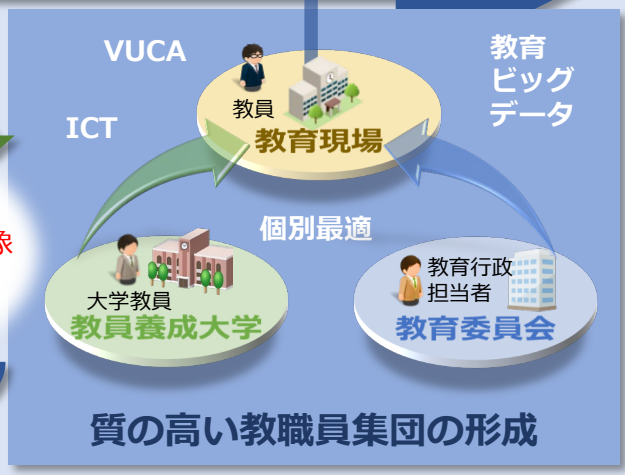 VUCA
教育
ビッグ
データ
教員
ICT
教育現場
個別最適
像
大学教員
教員養成大学
教育行政
担当者
教育委員会
質の高い教職員集団の形成